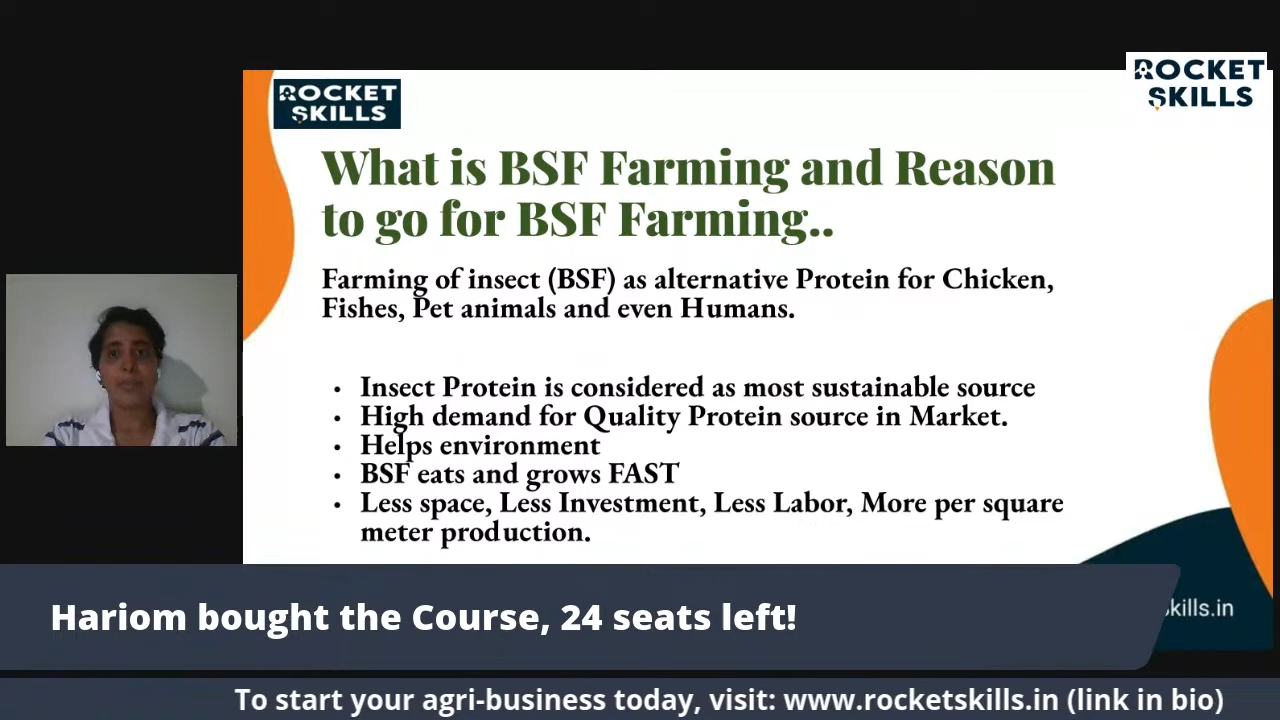 ROCKET
SKILLS
ROCKET
SKILLS
What is BSF Farming and Reason
to go for BSF Farming..
Farming of insect (BSF) as alternative Protein for Chicken,
Fishes, Pet animals and even Humans.
• Insect Protein is considered as most sustainable source
• High demand for Quality Protein source in Market.
• Helps environment
• BSF eats and grows FAST
• Less space, Less Investment, Less Labor, More per square
meter production.
kills.in
Hariom bought the Course, 24 seats left!
To start your agri-business today, visit: www.rocketskills.in (link in bio)